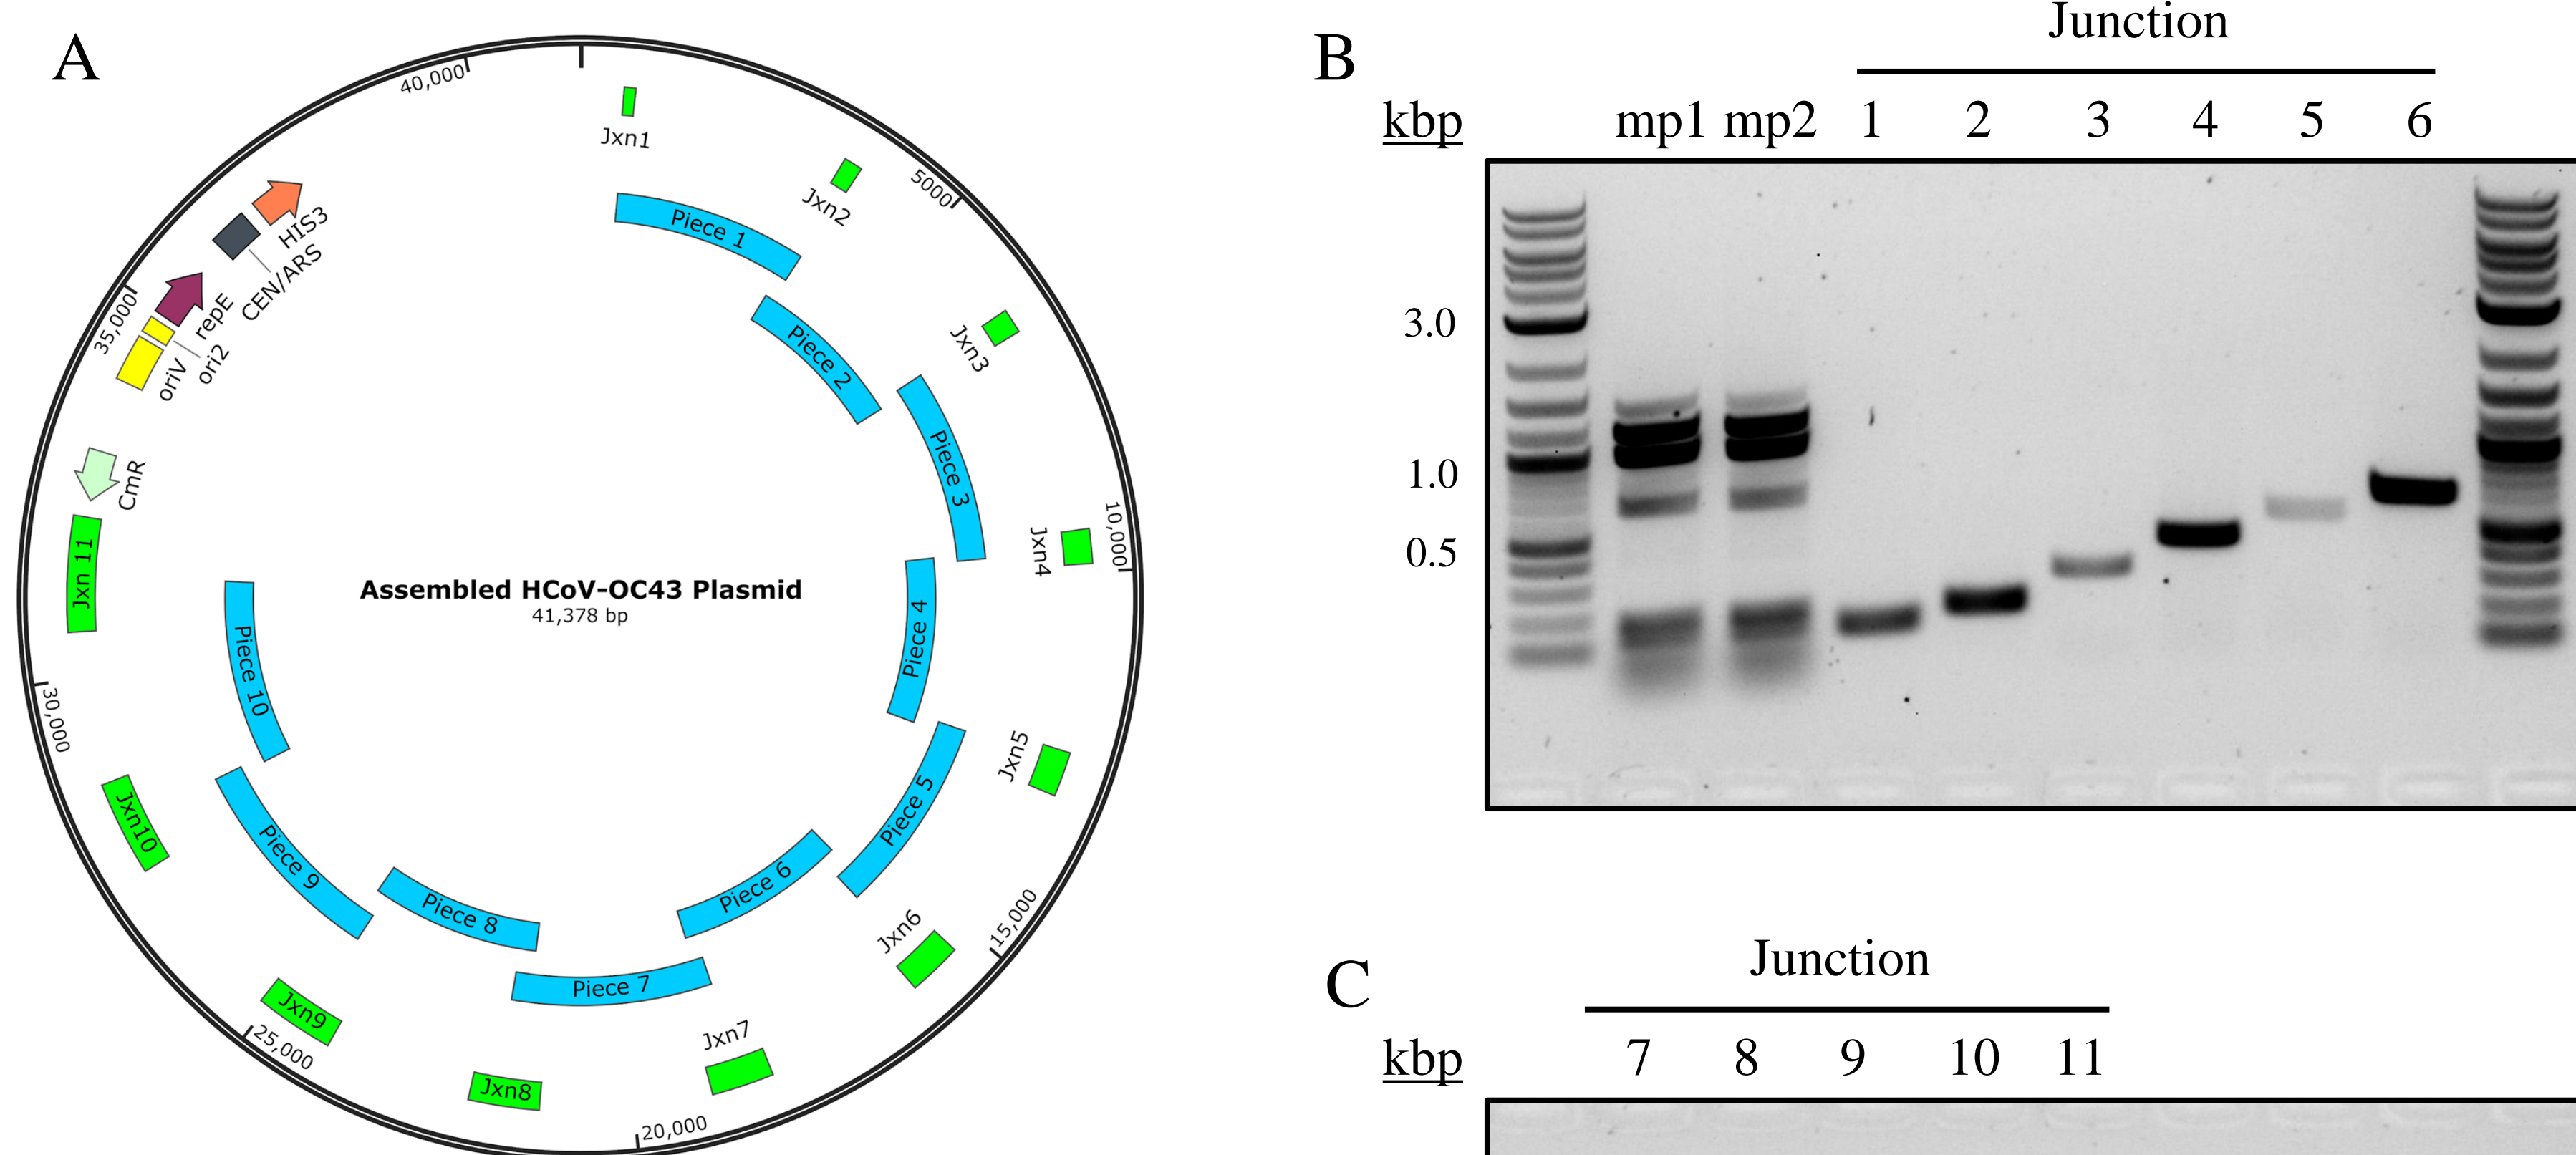 A
40,000
Jxn1
Jxn2
5000
Jxn3
10,000
Jxn4
Jxn5
15,000
Jxn6
Jxn7
20,000
Jxn8
Jxn9
25,000
Jxn10
30,000
Jxn 11
CmR
oriV
ori2
35,000
repE
CEN/ARS
HIS3
Piece 1
Piece 2
Piece 3
Piece 4
Piece 5
Piece 6
Piece 7
Piece 8
Piece 9
Piece 10
Assembled HCoV-OC43 Plasmid
41,378 bp
B
Junction
kbp mp1 mp2 1 2 3 4 5 6
3.0
1.0
0.5
C
Junction
kbp 7 8 9 10 11